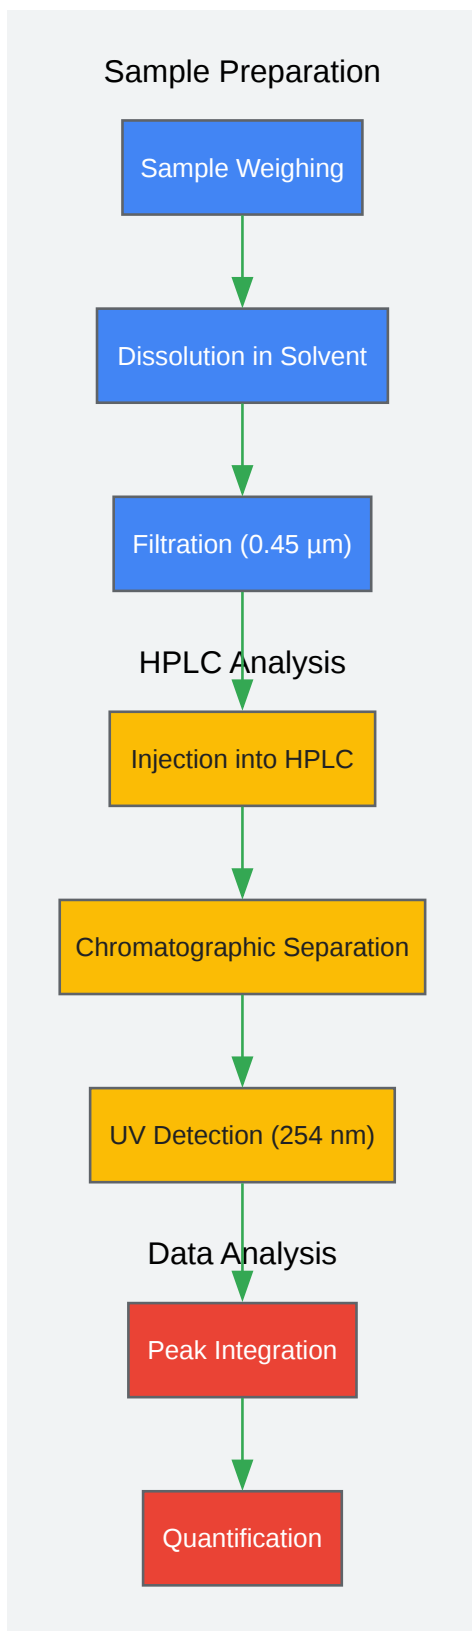 Sample Preparation
Sample Weighing
Dissolution in Solvent
Filtration (0.45 µm)
HPLC Analysis
Injection into HPLC
Chromatographic Separation
UV Detection (254 nm)
Data Analysis
Peak Integration
Quantification